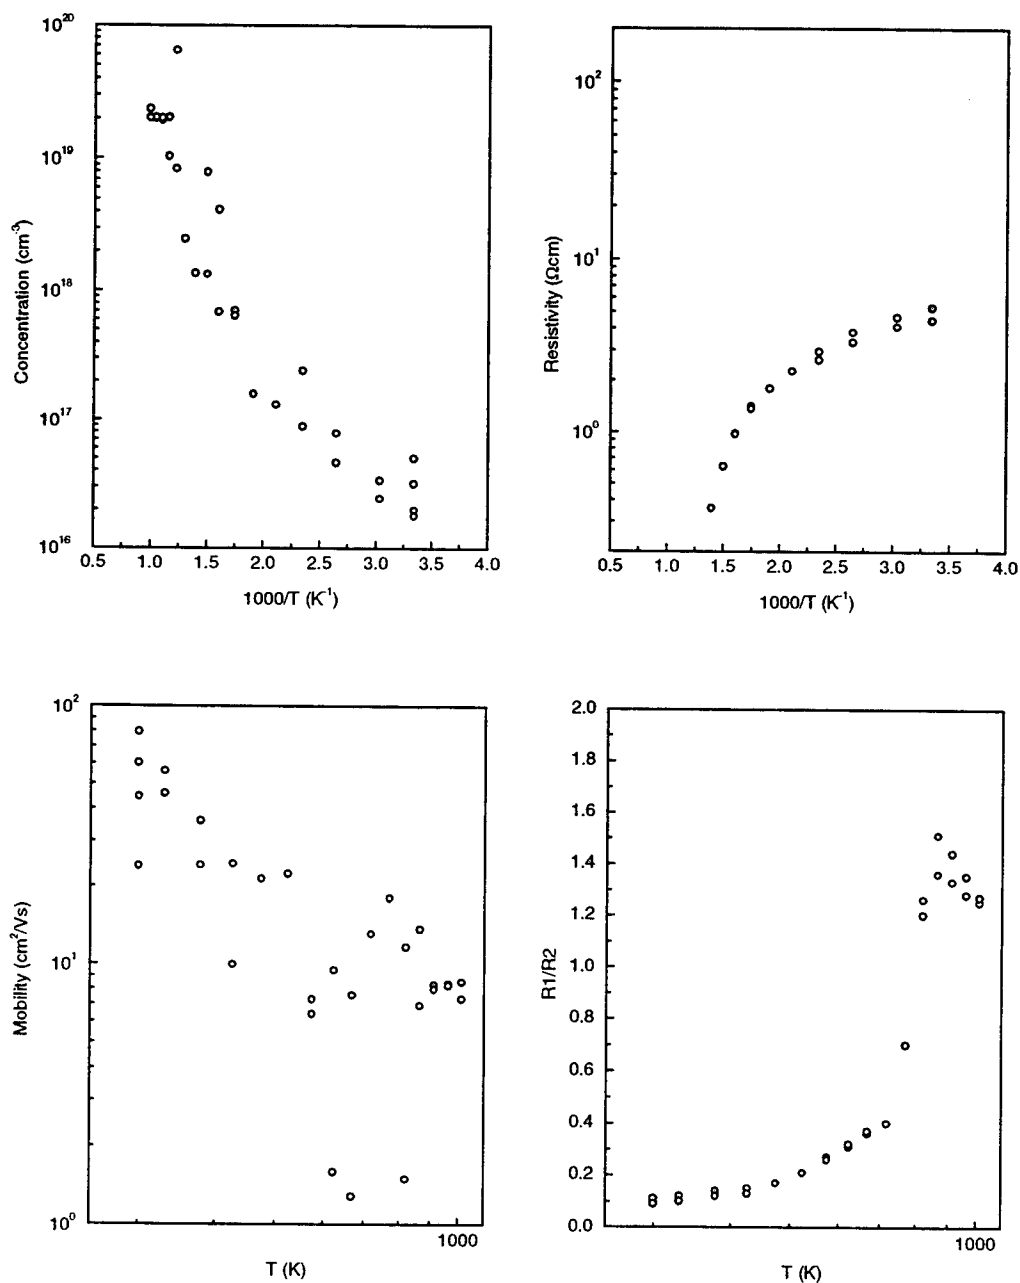 10²⁰
10¹⁹
10¹⁸
10¹⁷
10¹⁶
Concentration (cm⁻³)
0.5 1.0 1.5 2.0 2.5 3.0 3.5 4.0
1000/T (K⁻¹)
10²
10¹
10⁰
Resistivity (Ωcm)
0.5 1.0 1.5 2.0 2.5 3.0 3.5 4.0
1000/T (K⁻¹)
10²
10¹
10⁰
Mobility (cm²/Vs)
1000
T (K)
2.0
1.8
1.6
1.4
1.2
1.0
0.8
0.6
0.4
0.2
0.0
R1/R2
1000
T (K)